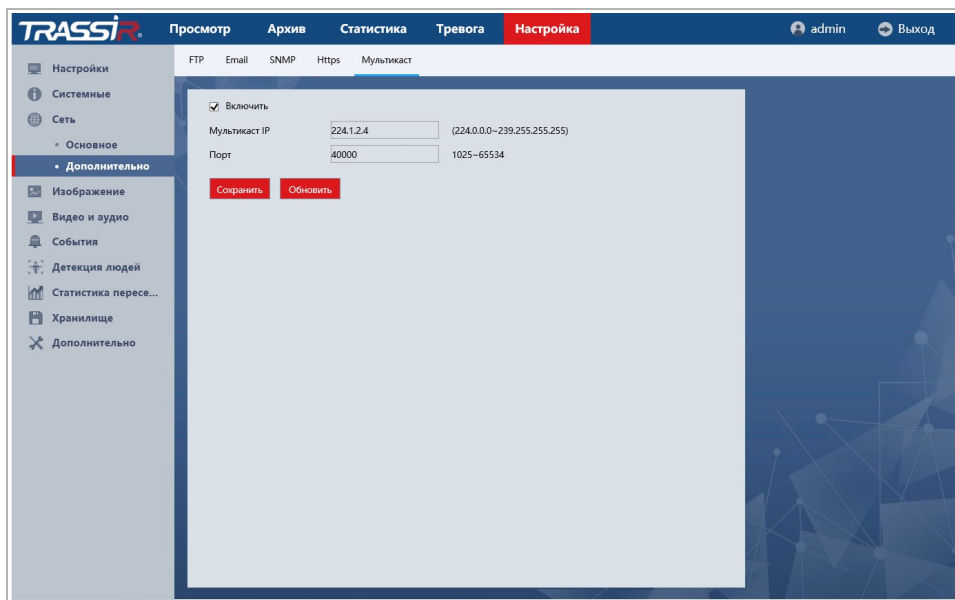 TRASSIR Просмотр Архив Статистика Тревога Настройка admin Выход
FTP Email SNMP Https Мультикаст
Настройки
Системные
Сеть
• Основное
• Дополнительно
Изображение
Видео и аудио
События
Детекция людей
Статистика пересе...
Хранилище
Дополнительно
Включить
Мультикаст IP 224.1.2.4 (224.0.0.0~239.255.255.255)
Порт 40000 1025~65534
Сохранить Обновить